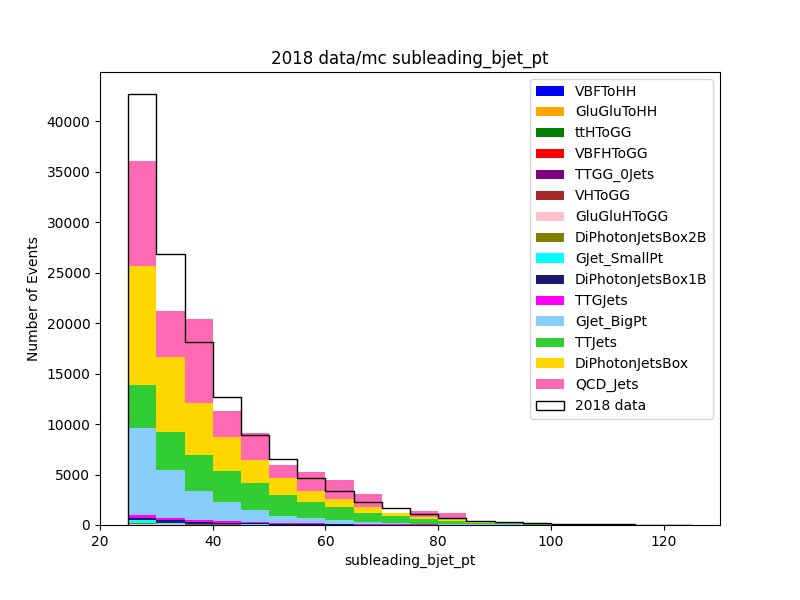 2018 data/mc subleading_bjet_pt
VBFToHH
GluGluToHH
ttHToGG
VBFHToGG
TTGG_0Jets
VHToGG
GluGluHToGG
DiPhotonJetsBox2B
GJet_SmallPt
DiPhotonJetsBox1B
TTGJets
GJet_BigPt
TTJets
DiPhotonJetsBox
QCD_Jets
2018 data
Number of Events
40000
35000
30000
25000
20000
15000
10000
5000
0
20 40 60 80 100 120
subleading_bjet_pt